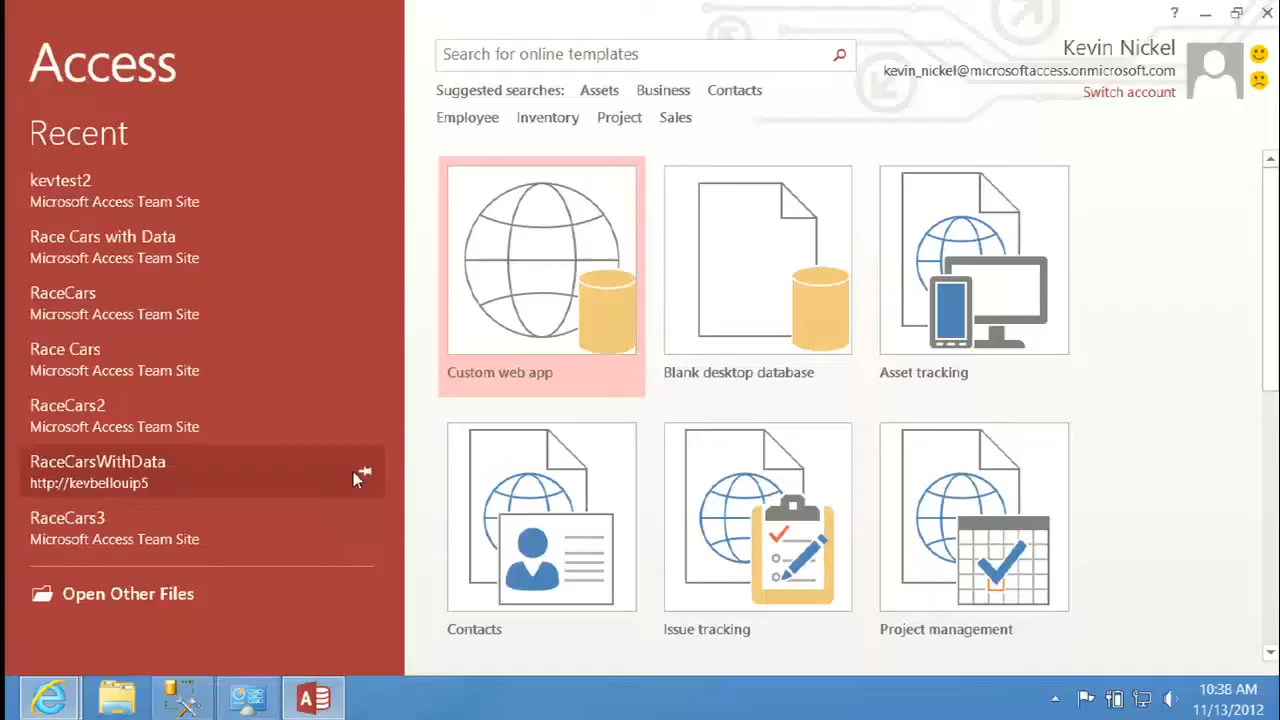 Access
Recent
kevtest2
Microsoft Access Team Site
Race Cars with Data
Microsoft Access Team Site
RaceCars
Microsoft Access Team Site
Race Cars
Microsoft Access Team Site
RaceCars2
Microsoft Access Team Site
RaceCarsWithData
http://kevbellouip5
RaceCars3
Microsoft Access Team Site
Open Other Files
?
Search for online templates
Suggested searches: Assets Business Contacts
Employee Inventory Project Sales
Kevin Nickel
kevin_nickel@microsoftaccess.onmicrosoft.com
Switch account
Custom web app
Blank desktop database
Asset tracking
Contacts
Issue tracking
Project management
10:38 AM
11/13/2012